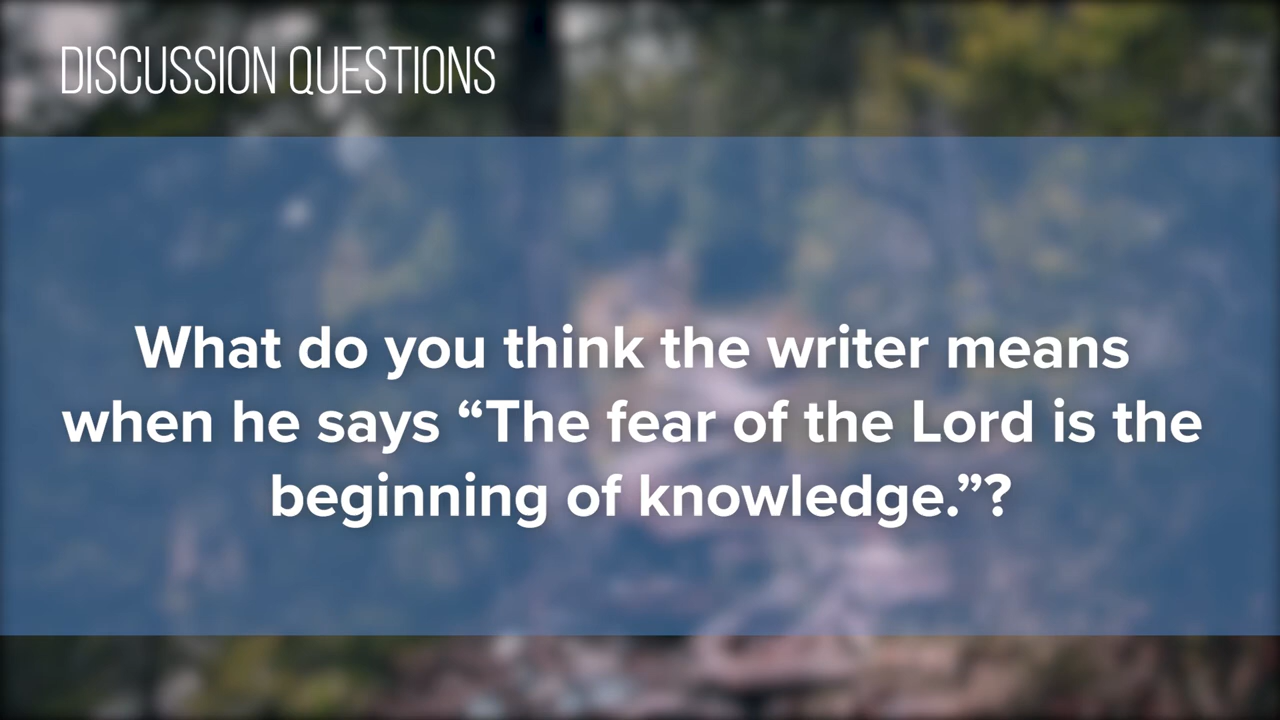 DISCUSSION QUESTIONS
What do you think the writer means
when he says “The fear of the Lord is the
beginning of knowledge.”?